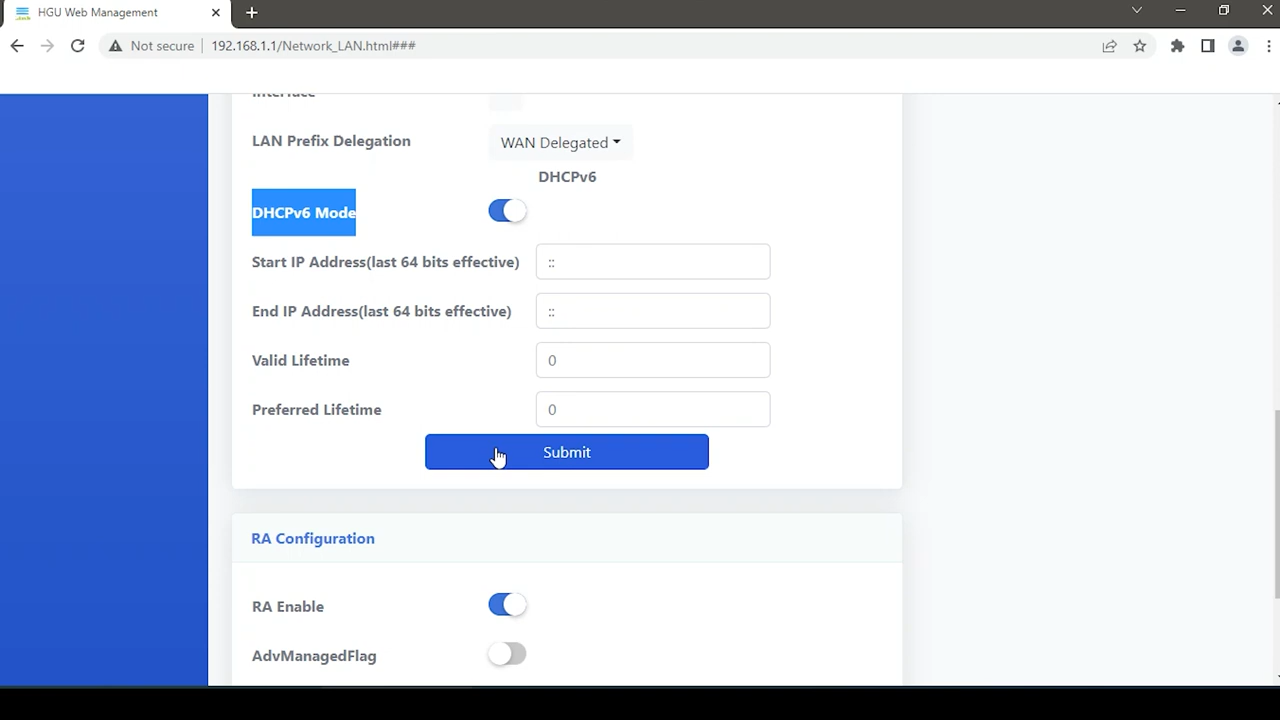 HGU Web Management
Not secure
192.168.1.1/Network_LAN.html###
Interface
LAN Prefix Delegation
WAN Delegated
DHCPv6
DHCPv6 Mode
Start IP Address(last 64 bits effective)
::
End IP Address(last 64 bits effective)
::
Valid Lifetime
0
Preferred Lifetime
0
Submit
RA Configuration
RA Enable
AdvManagedFlag